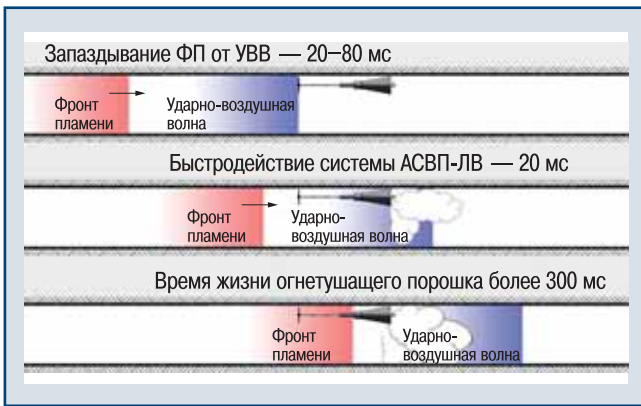 Запаздывание ФП от УВВ — 20–80 мс
Фронт
пламени
Ударно-воздушная
волна
Быстродействие системы АСВП-ЛВ — 20 мс
Фронт
пламени
Ударно-
воздушная волна
Время жизни огнетушащего порошка более 300 мс
Фронт
пламени
Ударно-
воздушная волна